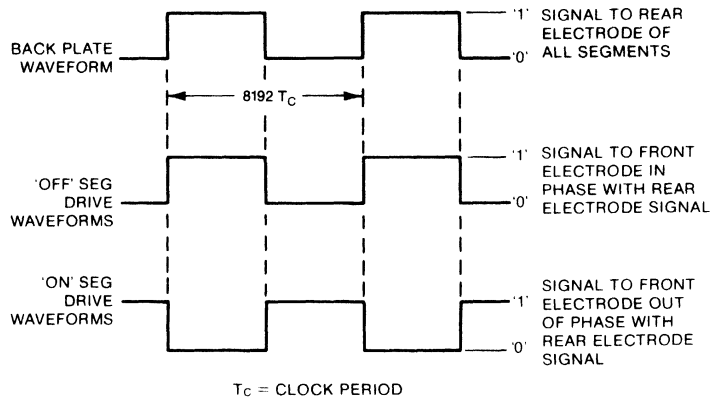 BACK PLATE
WAVEFORM
'1' SIGNAL TO REAR
ELECTRODE OF
'0' ALL SEGMENTS
8192 TC
'OFF' SEG
DRIVE
WAVEFORMS
'1' SIGNAL TO FRONT
ELECTRODE IN
'0' PHASE WITH REAR
ELECTRODE SIGNAL
'ON' SEG
DRIVE
WAVEFORMS
SIGNAL TO FRONT
'1' ELECTRODE OUT
OF PHASE WITH
'0' REAR ELECTRODE
SIGNAL
TC = CLOCK PERIOD